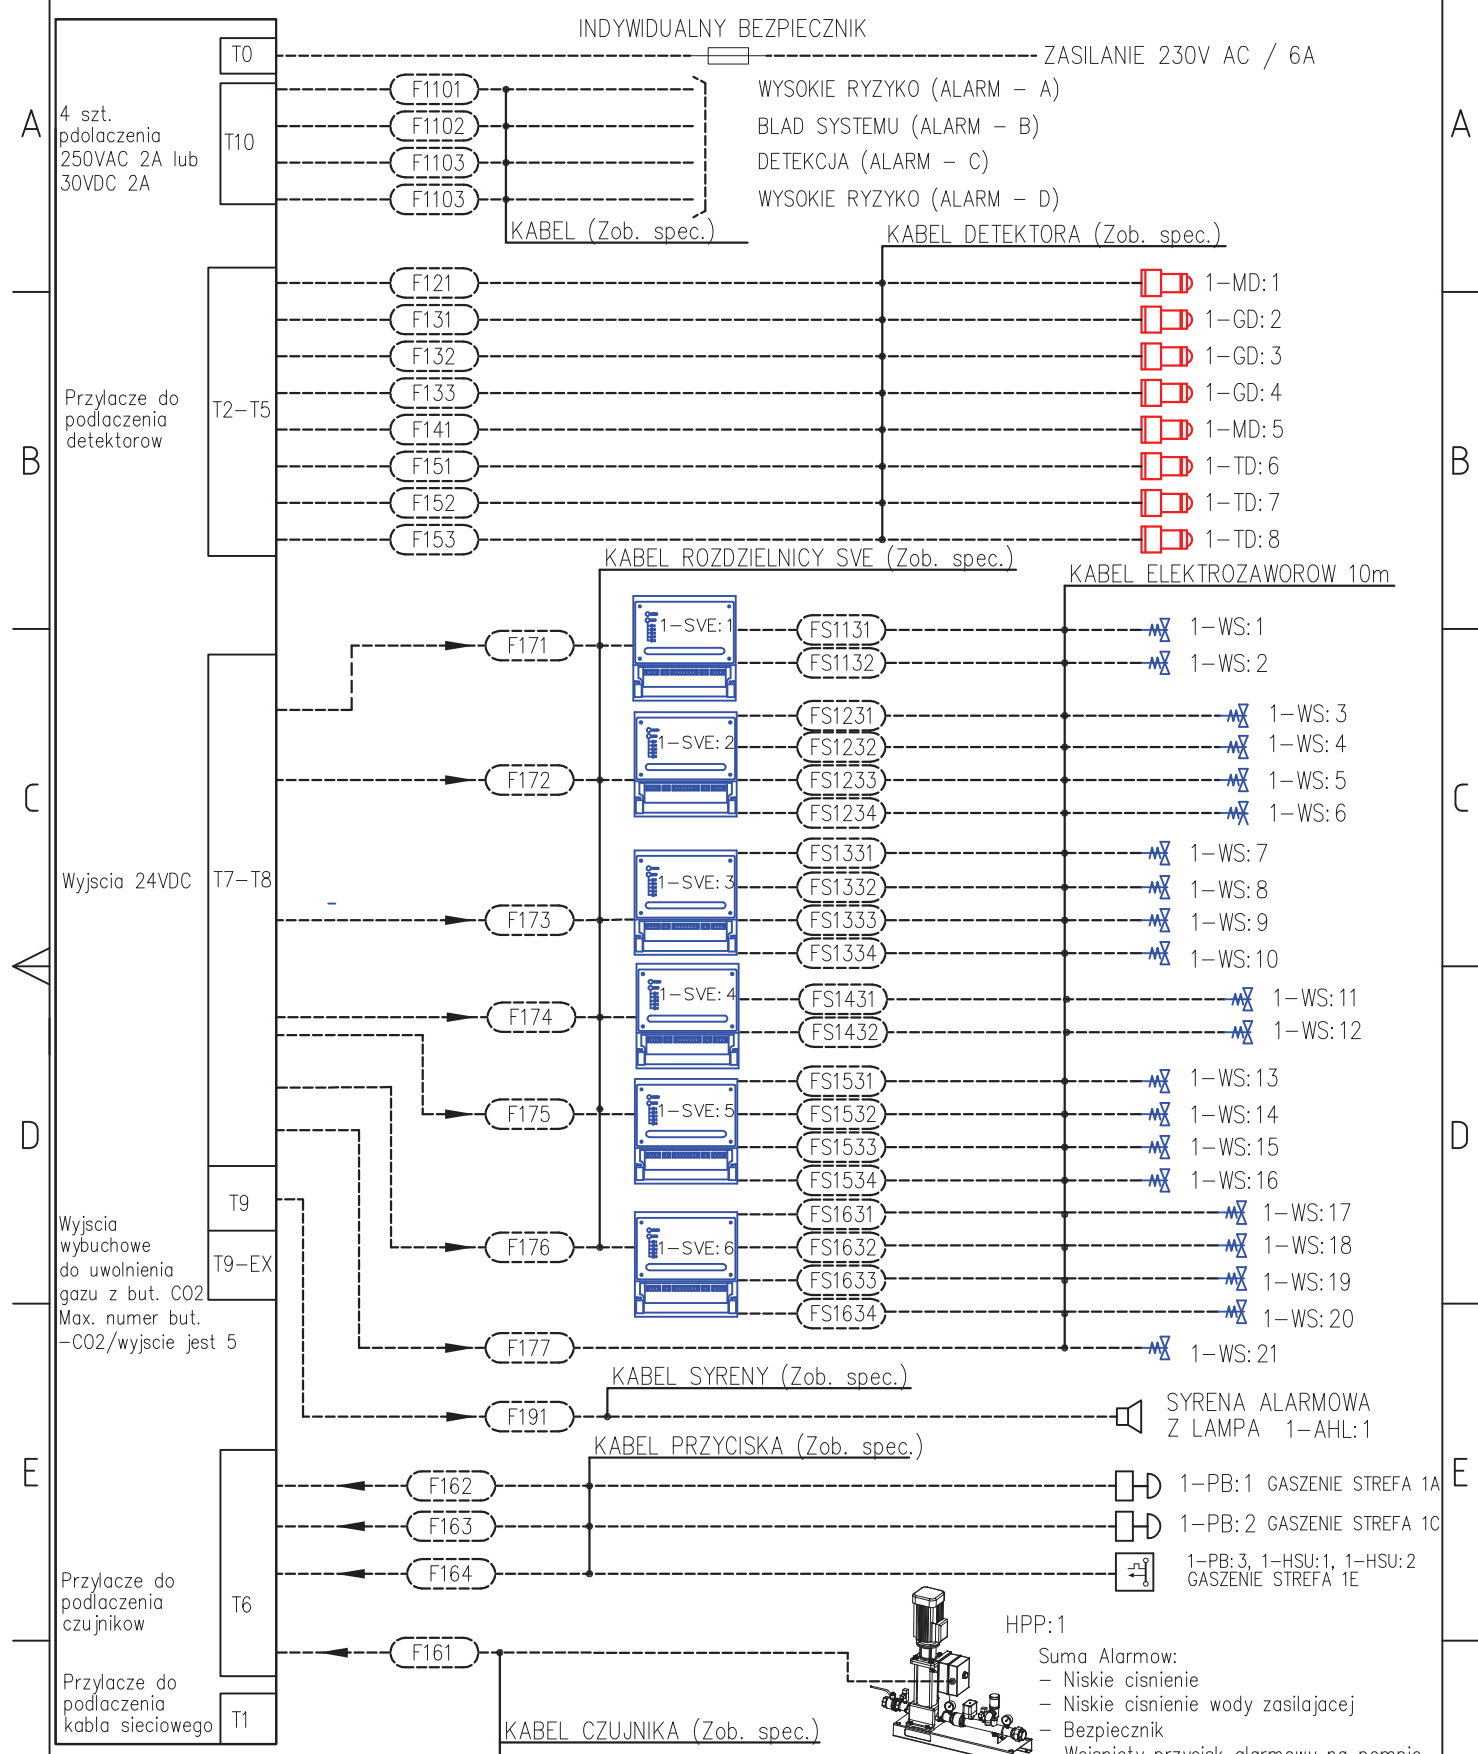 INDYWIDUALNY BEZPIECZNIK
T0
ZASILANIE 230V AC / 6A
A
A
4 szt.
pdolaczenia
250VAC 2A lub
30VDC 2A
T10
F1101
WYSOKIE RYZYKO (ALARM – A)
F1102
BLAD SYSTEMU (ALARM – B)
F1103
DETEKCJA (ALARM – C)
F1103
WYSOKIE RYZYKO (ALARM – D)
KABEL (Zob. spec.)
KABEL DETEKTORA (Zob. spec.)
B
B
Przylacze do
podlaczenia
detektorow
T2–T5
F121
1–MD:1
F131
1–GD:2
F132
1–GD:3
F133
1–GD:4
F141
1–MD:5
F151
1–TD:6
F152
1–TD:7
F153
1–TD:8
KABEL ROZDZIELNICY SVE (Zob. spec.)
KABEL ELEKTROZAWOROW 10m
C
C
Wyjscia 24VDC
T7–T8
F171
1–SVE:1
FS1131
1–WS:1
FS1132
1–WS:2
F172
1–SVE:2
FS1231
1–WS:3
FS1232
1–WS:4
FS1233
1–WS:5
FS1234
1–WS:6
F173
1–SVE:3
FS1331
1–WS:7
FS1332
1–WS:8
FS1333
1–WS:9
FS1334
1–WS:10
F174
1–SVE:4
FS1431
1–WS:11
FS1432
1–WS:12
D
D
F175
1–SVE:5
FS1531
1–WS:13
FS1532
1–WS:14
FS1533
1–WS:15
FS1534
1–WS:16
T9
T9–EX
Wyjscia
wybuchowe
do uwolnienia
gazu z but. CO2
Max. numer but.
–CO2/wyjscie jest 5
F176
1–SVE:6
FS1631
1–WS:17
FS1632
1–WS:18
FS1633
1–WS:19
FS1634
1–WS:20
F177
1–WS:21
KABEL SYRENY (Zob. spec.)
F191
SYRENA ALARMOWA
Z LAMPA 1–AHL:1
E
E
KABEL PRZYCISKA (Zob. spec.)
F162
1–PB:1 GASZENIE STREFA 1A
F163
1–PB:2 GASZENIE STREFA 1C
F164
1–PB:3, 1–HSU:1, 1–HSU:2
GASZENIE STREFA 1E
Przylacze do
podlaczenia
czujnikow
T6
F161
HPP:1
Suma Alarmow:
– Niskie cisnienie
– Niskie cisnienie wody zasilajacej
– Bezpiecznik
– Wcisniety przycisk alarmowy na pompie
Przylacze do
podlaczenia
kabla sieciowego
T1
KABEL CZUJNIKA (Zob. spec.)